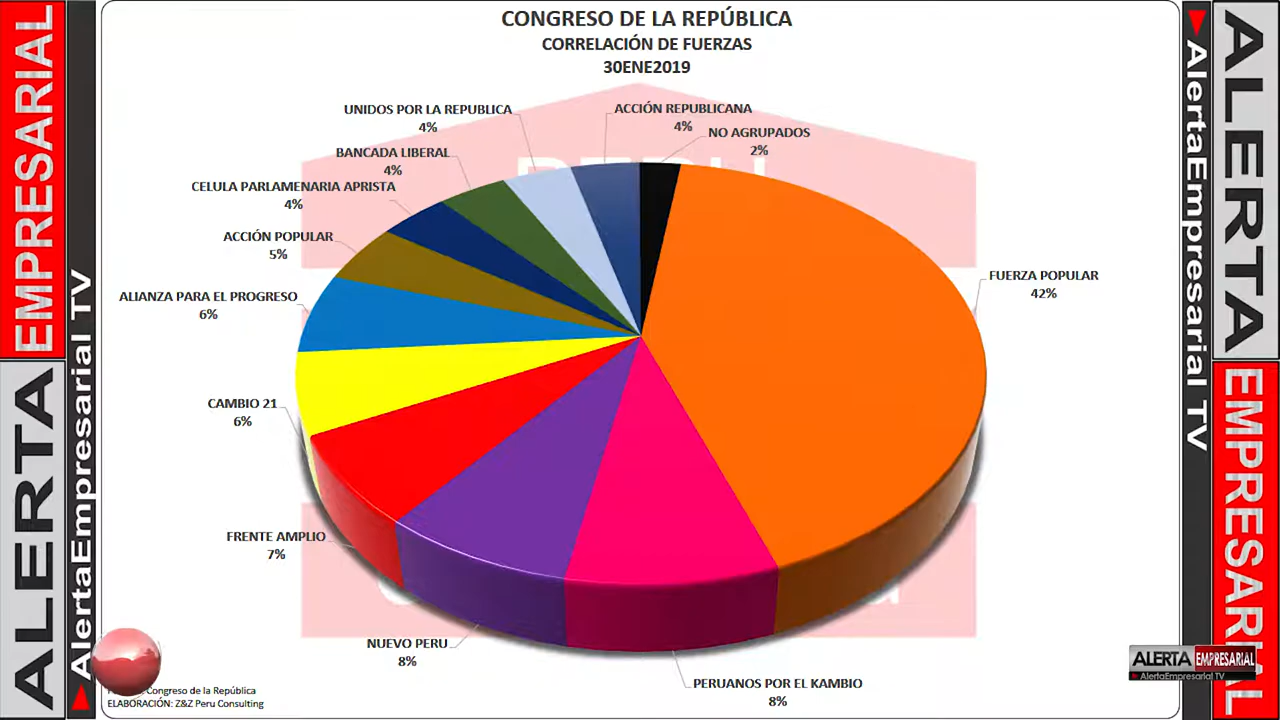 CONGRESO DE LA REPÚBLICA
CORRELACIÓN DE FUERZAS
30ENE2019
UNIDOS POR LA REPUBLICA
4%
ACCIÓN REPUBLICANA
4%
NO AGRUPADOS
2%
BANCADA LIBERAL
4%
CELULA PARLAMENARIA APRISTA
4%
ACCIÓN POPULAR
5%
FUERZA POPULAR
42%
ALIANZA PARA EL PROGRESO
6%
CAMBIO 21
6%
FRENTE AMPLIO
7%
NUEVO PERU
8%
PERUANOS POR EL KAMBIO
8%
Congreso de la República
ELABORACIÓN: Z&Z Peru Consulting
ALERTA EMPRESARIAL
AlertaEmpresarial TV
AlertaEmpresarial TV
ALERTA EMPRESARIAL
ALERTA EMPRESARIAL
AlertaEmpresarial TV